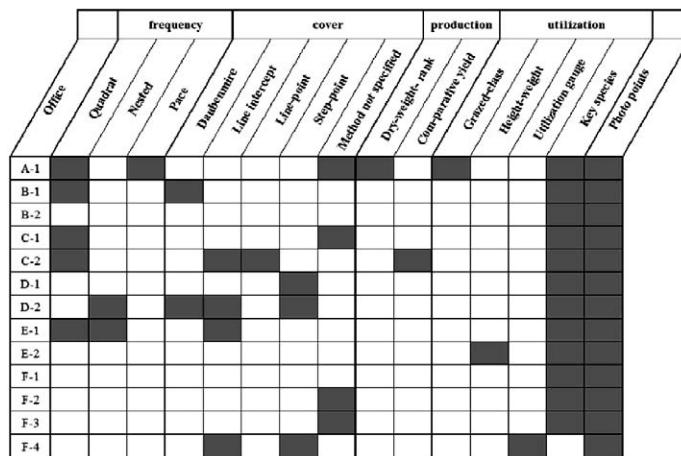 frequency cover production utilization
Office Quadrat Nested Pace Daubenmire Line intercept Line-point Step-point Method not specified Dry-weight- rank Com-parative yield Grazed-class Height-weight Utilization gauge Key species Photo points
A-1
B-1
B-2
C-1
C-2
D-1
D-2
E-1
E-2
F-1
F-2
F-3
F-4